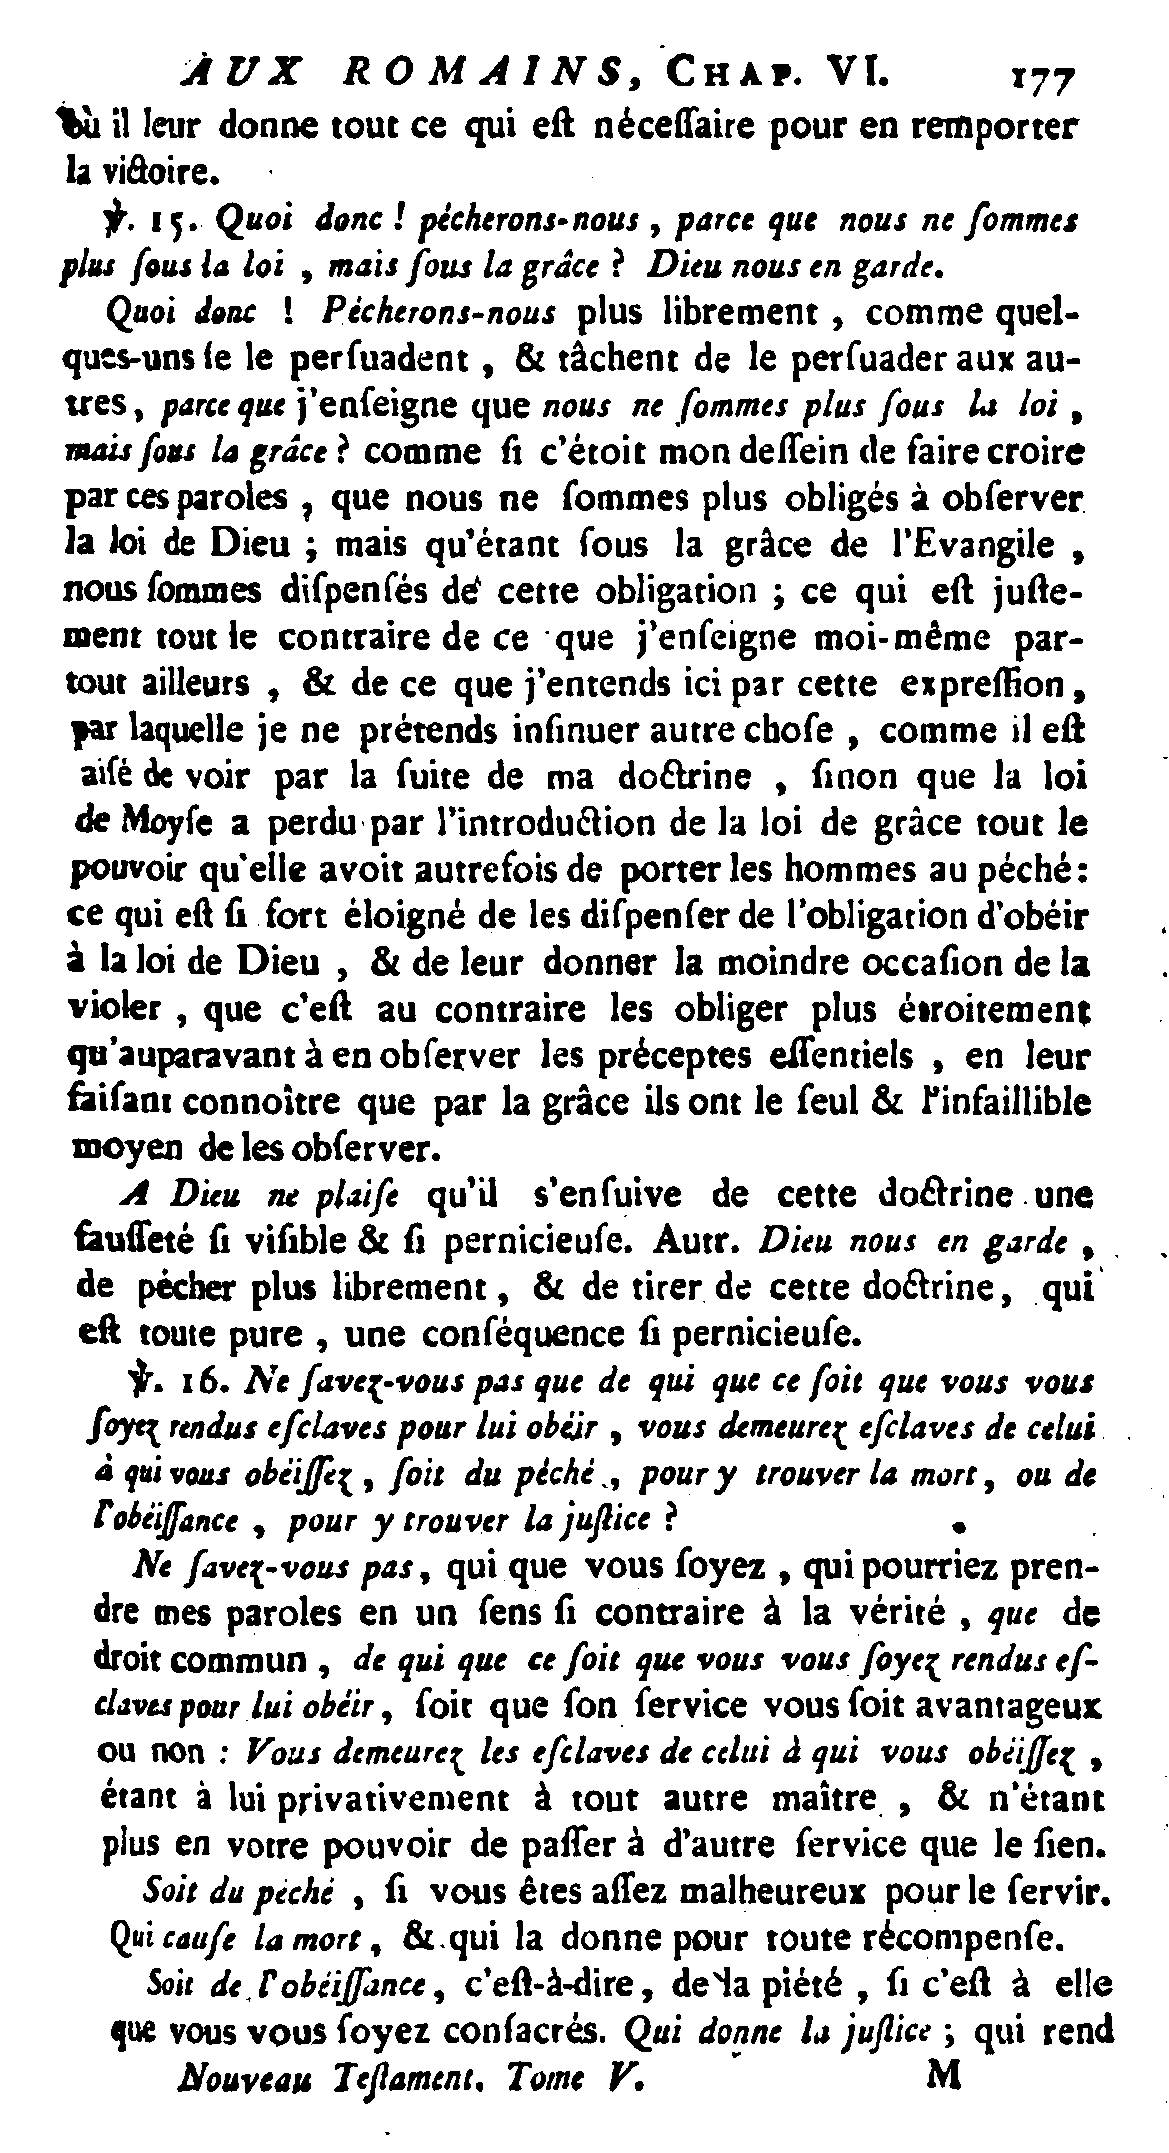 AUX ROMAINS, CHAP. VI. 177
où il leur donne tout ce qui eſt néceſſaire pour en remporter
la victoire.
℣. 15. Quoi donc ! pécherons-nous , parce que nous ne ſommes
plus ſous la loi , mais ſous la grâce ? Dieu nous en garde.
Quoi donc ! Pécherons-nous plus librement , comme quel-
ques-uns ſe le perſuadent , & tâchent de le perſuader aux au-
tres, parce que j'enſeigne que nous ne ſommes plus ſous la loi ,
mais ſous la grâce ? comme ſi c'étoit mon deſſein de faire croire
par ces paroles , que nous ne ſommes plus obligés à obſerver
la loi de Dieu ; mais qu'étant ſous la grâce de l'Evangile ,
nous ſommes diſpenſés de cette obligation ; ce qui eſt juſte-
ment tout le contraire de ce que j'enſeigne moi-même par-
tout ailleurs , & de ce que j'entends ici par cette expreſſion,
par laquelle je ne prétends inſinuer autre choſe , comme il eſt
aiſé de voir par la ſuite de ma doctrine , ſinon que la loi
de Moyſe a perdu par l'introduction de la loi de grâce tout le
pouvoir qu'elle avoit autrefois de porter les hommes au péché:
ce qui eſt ſi fort éloigné de les diſpenſer de l'obligation d'obéir
à la loi de Dieu , & de leur donner la moindre occaſion de la
violer , que c'eſt au contraire les obliger plus étroitement
qu'auparavant à en obſerver les préceptes eſſentiels , en leur
faiſant connoître que par la grâce ils ont le ſeul & l'infaillible
moyen de les obſerver.
A Dieu ne plaiſe qu'il s'enſuive de cette doctrine une
fauſſeté ſi viſible & ſi pernicieuſe. Autr. Dieu nous en garde ,
de pécher plus librement , & de tirer de cette doctrine, qui
eſt toute pure , une conſéquence ſi pernicieuſe.
℣. 16. Ne ſavez-vous pas que de qui que ce ſoit que vous vous
ſoyez rendus eſclaves pour lui obéir , vous demeurez eſclaves de celui
à qui vous obéiſſez , ſoit du péché , pour y trouver la mort, ou de
l'obéiſſance , pour y trouver la juſtice ?
Ne ſavez-vous pas, qui que vous ſoyez , qui pourriez pren-
dre mes paroles en un ſens ſi contraire à la vérité , que de
droit commun , de qui que ce ſoit que vous vous ſoyez rendus eſ-
claves pour lui obéir, ſoit que ſon ſervice vous ſoit avantageux
ou non : Vous demeurez les eſclaves de celui à qui vous obéiſſez ,
étant à lui privativement à tout autre maître , & n'étant
plus en votre pouvoir de paſſer à d'autre ſervice que le ſien.
Soit du péché , ſi vous êtes aſſez malheureux pour le ſervir.
Qui cauſe la mort, & qui la donne pour toute récompenſe.
Soit de l'obéiſſance, c'eſt-à-dire, de la piété , ſi c'eſt à elle
que vous vous ſoyez conſacrés. Qui donne la juſtice ; qui rend
Nouveau Teſtament. Tome V. M